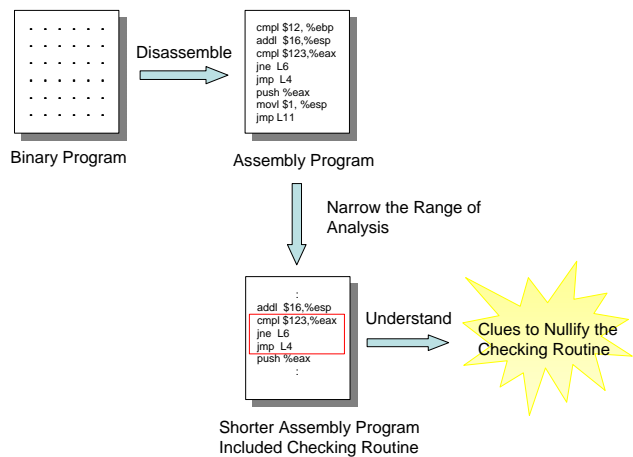 cmpl $12, %ebp
addl $16,%esp
cmpl $123,%eax
jne L6
jmp L4
push %eax
movl $1, %esp
jmp L11
Disassemble
Binary Program
Assembly Program
Narrow the Range of
Analysis
:
addl $16,%esp
cmpl $123,%eax
jne L6
jmp L4
push %eax
:
Understand
Clues to Nullify the
Checking Routine
Shorter Assembly Program
Included Checking Routine